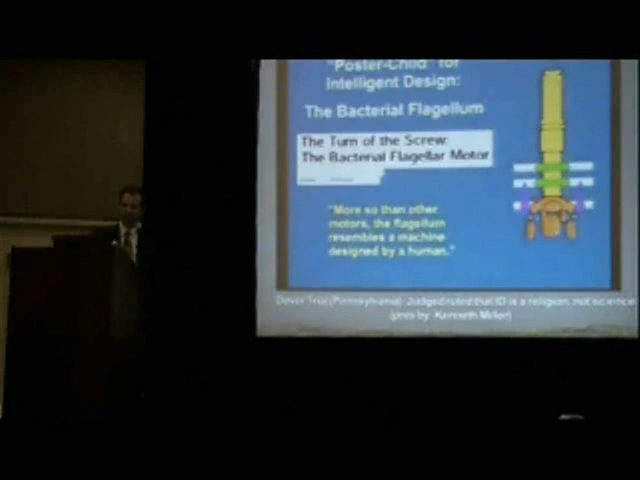 "Poster-Child" for
Intelligent Design:
The Bacterial Flagellum
The Turn of the Screw:
The Bacterial Flagellar Motor
"More so than other
motors, the flagellum
resembles a machine
designed by a human."
Dover Trial (Pennsylvania): Judged ruled that ID is a religion, not science
(pres by: Kenneth Miller)